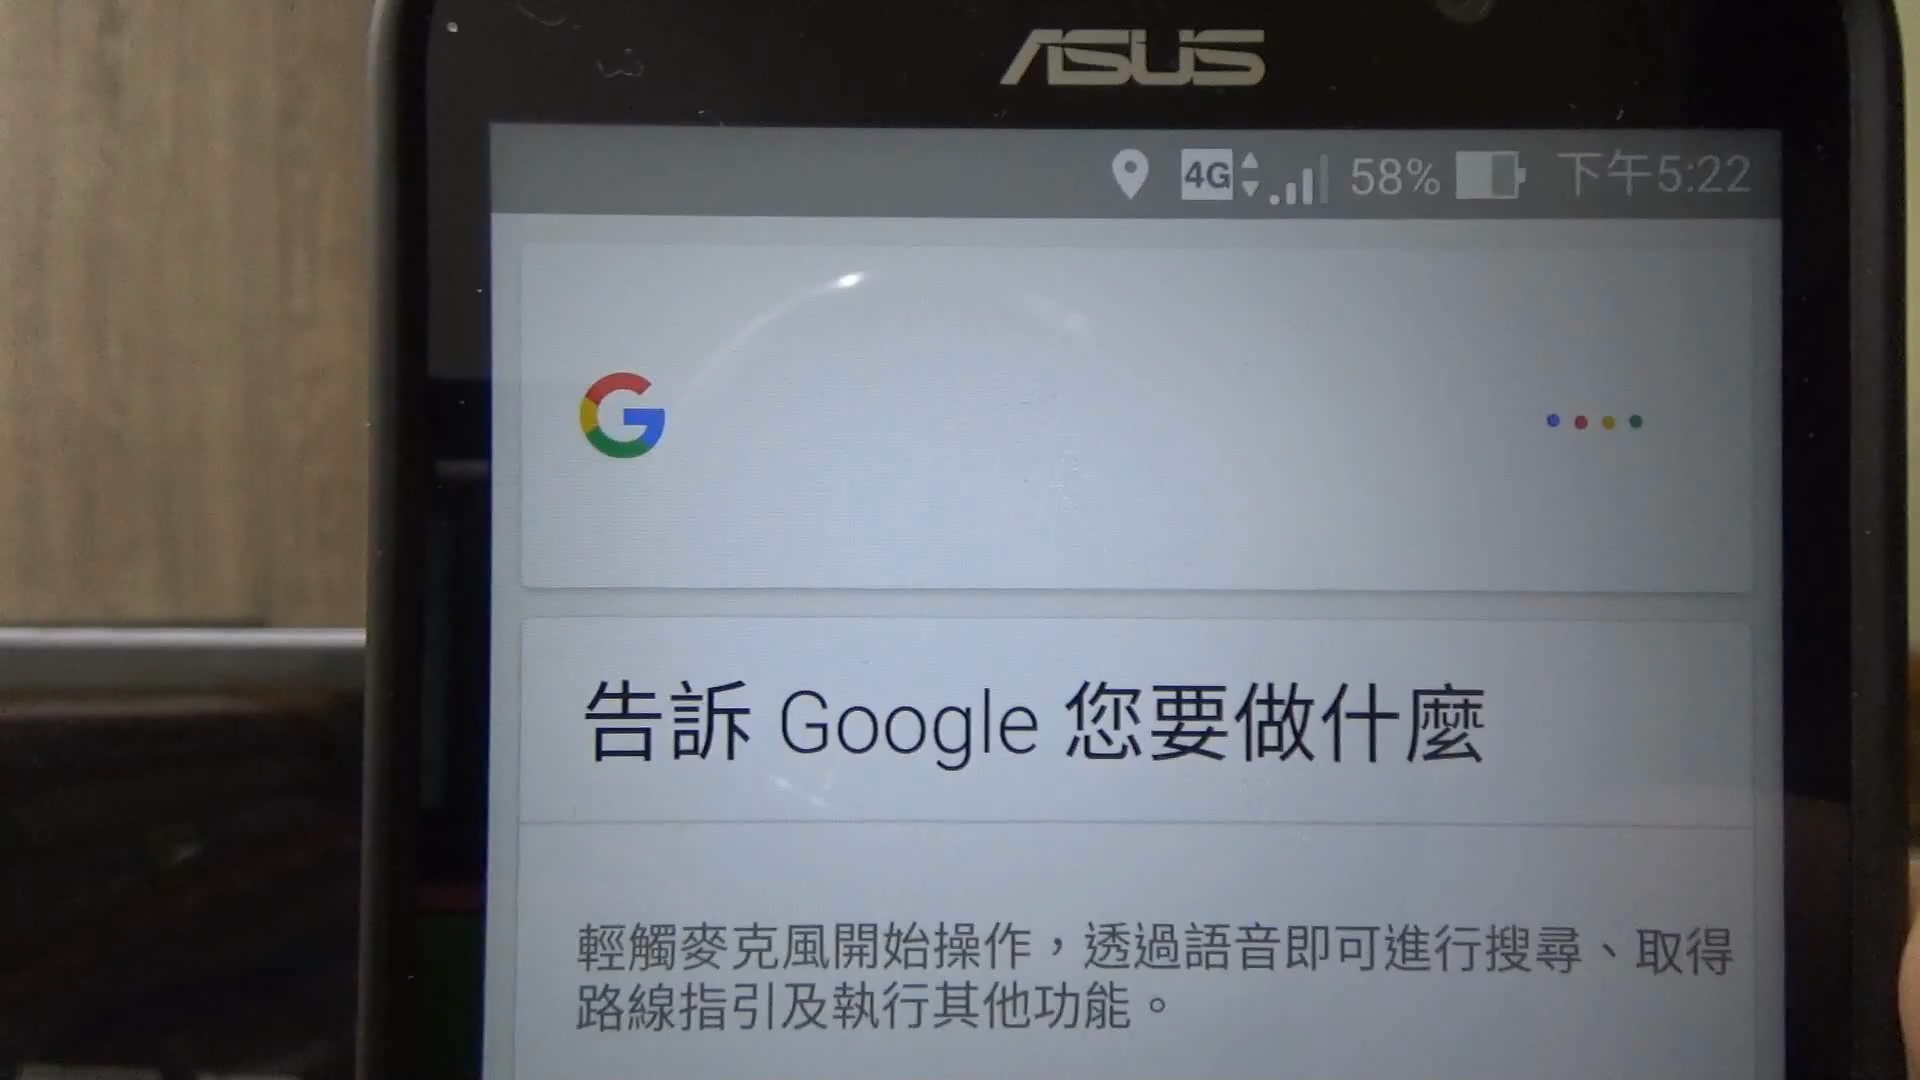 ASUS
4G 58% 下午5:22
G
告訴 Google 您要做什麼
輕觸麥克風開始操作，透過語音即可進行搜尋、取得
路線指引及執行其他功能。